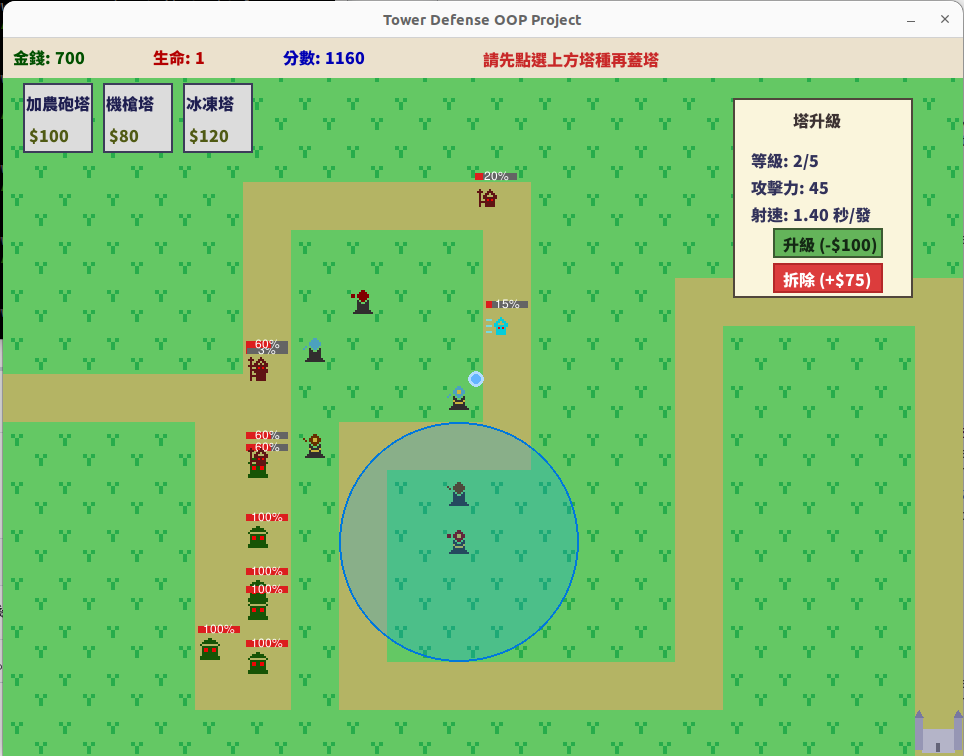 Tower Defense OOP Project
金錢: 700 生命: 1 分數: 1160 請先點選上方塔種再蓋塔
加農砲塔 機槍塔 冰凍塔
$100 $80 $120
塔升級
等級: 2/5
攻擊力: 45
射速: 1.40 秒/發
升級 (-$100)
拆除 (+$75)
20%
15%
60%
60%
60%
100%
100%
100%
100%
100%